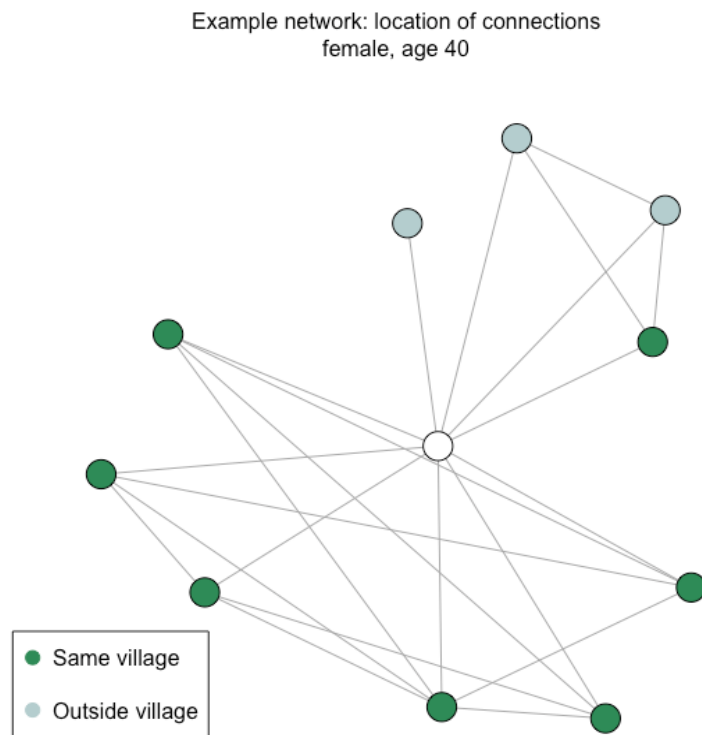 Example network: location of connections
female, age 40
Same village
Outside village